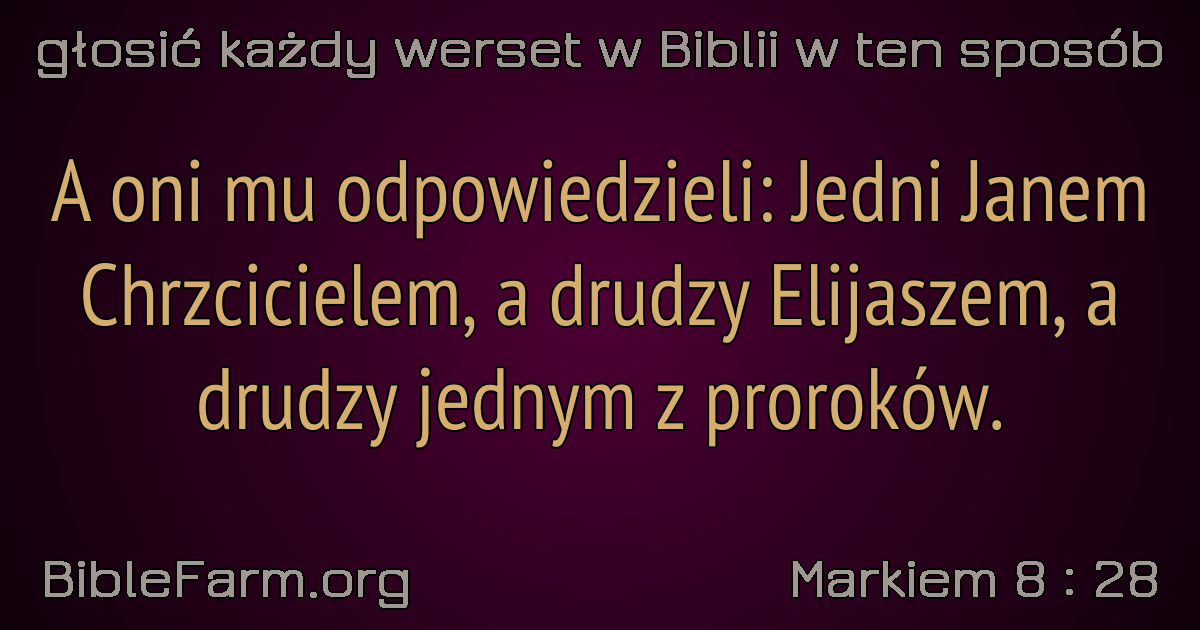 głosić każdy werset w Biblii w ten sposób
A oni mu odpowiedzieli: Jedni Janem
Chrzcicielem, a drudzy Elijaszem, a
drudzy jednym z proroków.
BibleFarm.org
Markiem 8 : 28